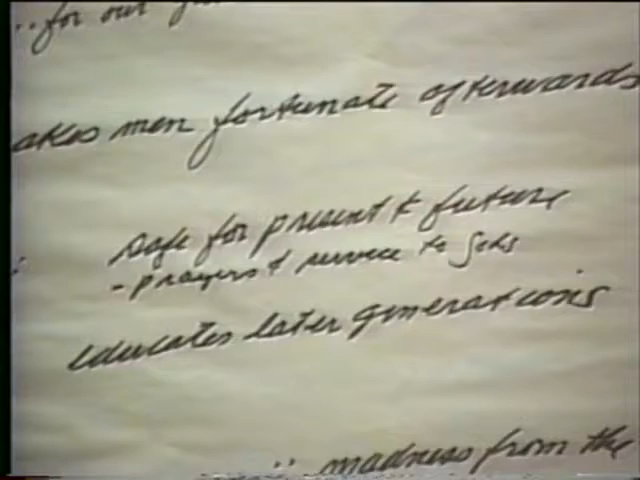 ..for our
akes men fortunate afterwards
safe for present & future
- prayers & service to Gods
educates later generations
madness from the